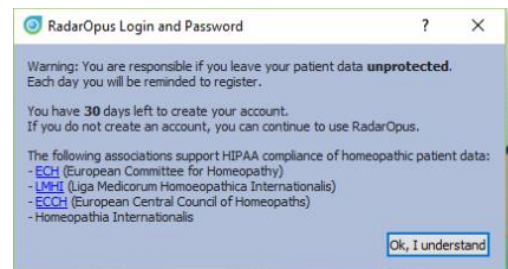 RadarOpus Login and Password ? ×
Warning: You are responsible if you leave your patient data unprotected.
Each day you will be reminded to register.
You have 30 days left to create your account.
If you do not create an account, you can continue to use RadarOpus.
The following associations support HIPAA compliance of homeopathic patient data:
- ECH (European Committee for Homeopathy)
- LMHI (Liga Medicorum Homoeopathica Internationalis)
- ECCH (European Central Council of Homeopaths)
- Homeopathia Internationalis
Ok, I understand